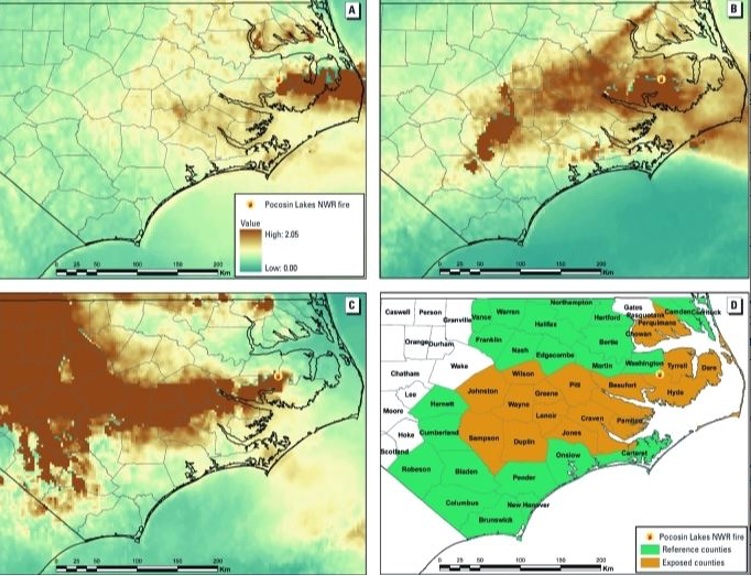 A
Pocosin Lakes NWR fire
Value
High: 2.05
Low: 0.00
0 25 50 100 150 200
Km
B
0 25 50 100 150 200
Km
C
0 25 50 100 150 200
Km
D
Northampton
Gates
Caswell Person Granville Vance Warren Hertford Pasquotank Camden Currituck
Halifax Perquimans
Orange Durham Franklin Bertie Chowan
Nash Edgecombe Martin Washington Tyrrell Dare
Chatham Wake Wilson Pitt Beaufort Hyde
Lee Johnston Greene
Moore Harnett Wayne Lenoir Craven Pamlico
Hoke Cumberland Sampson Duplin Jones
Scotland Onslow Carteret
Robeson Bladen Pender
Columbus New Hanover
Brunswick
Pocosin Lakes NWR fire
Reference counties
Exposed counties
0 25 50 100 150 200
Km